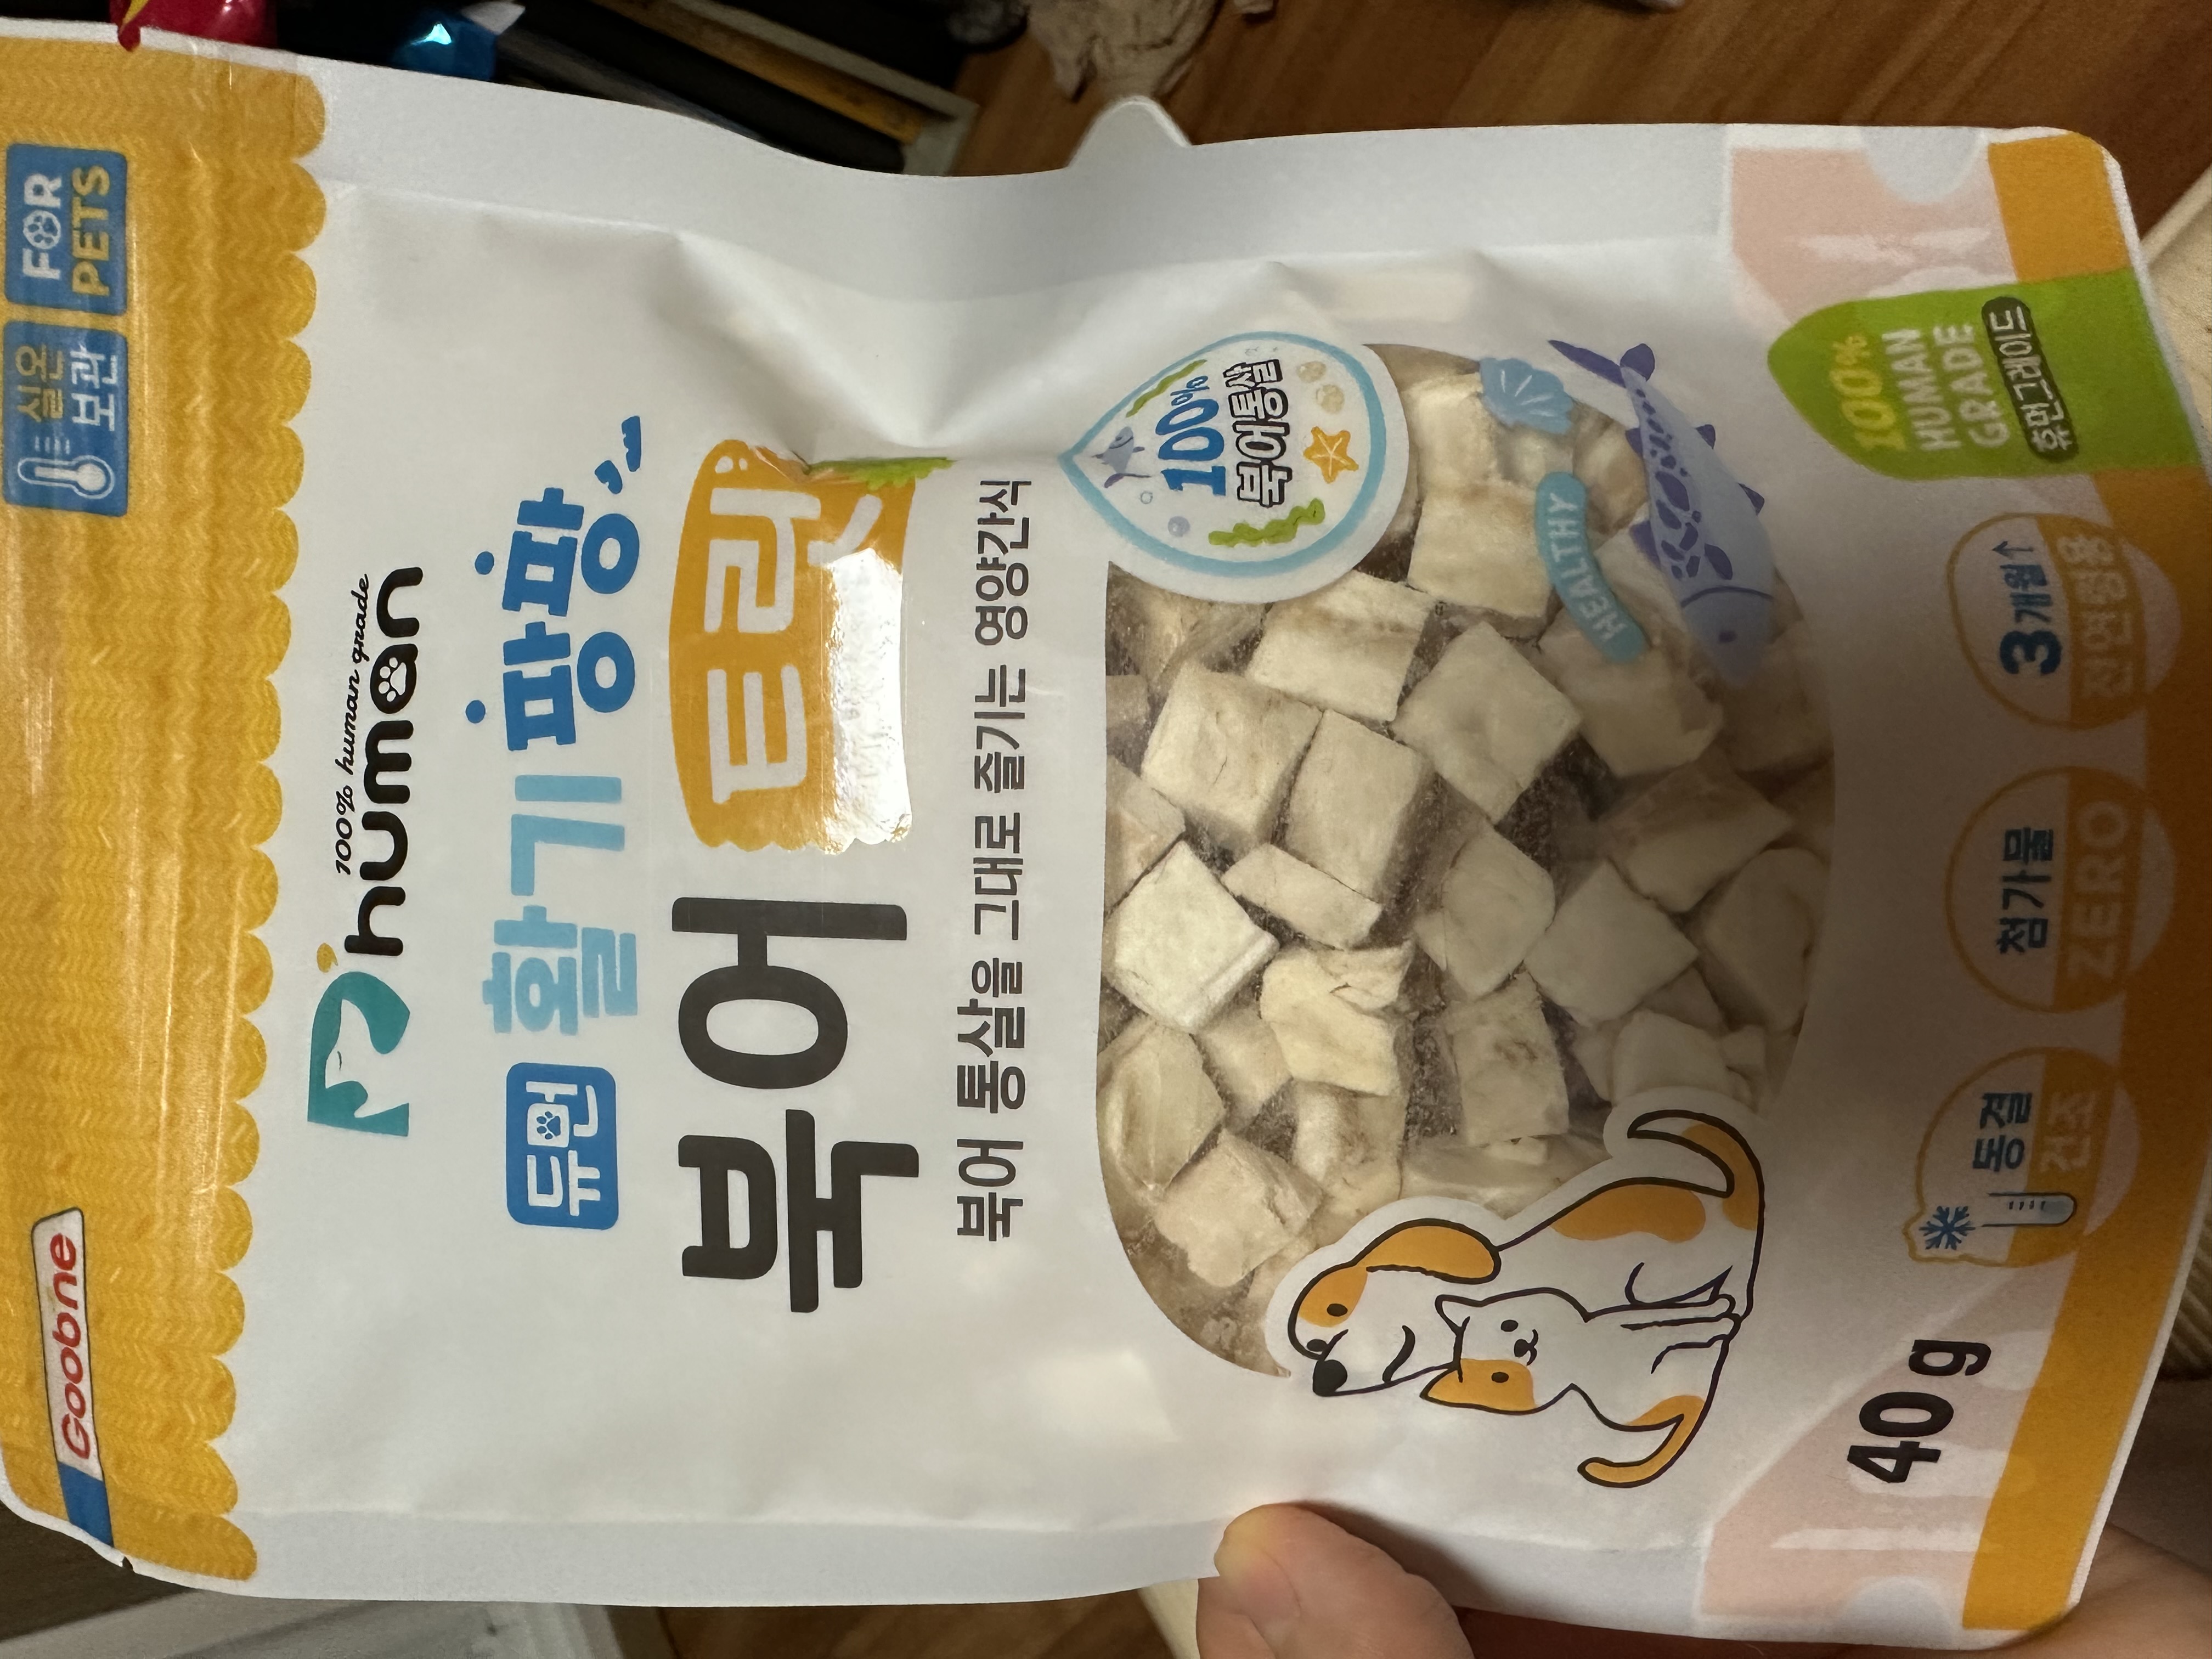 Goobne
실온
보관
FOR
PETS
100% human grade
human
듀먼 활기 팡팡
북어 트릿
북어 통살을 그대로 즐기는 영양간식
100%
북어통살
HEALTHY
40g
동결
건조
첨가물
ZERO
3개월↑
전연령용
100%
HUMAN
GRADE
휴먼그레이드